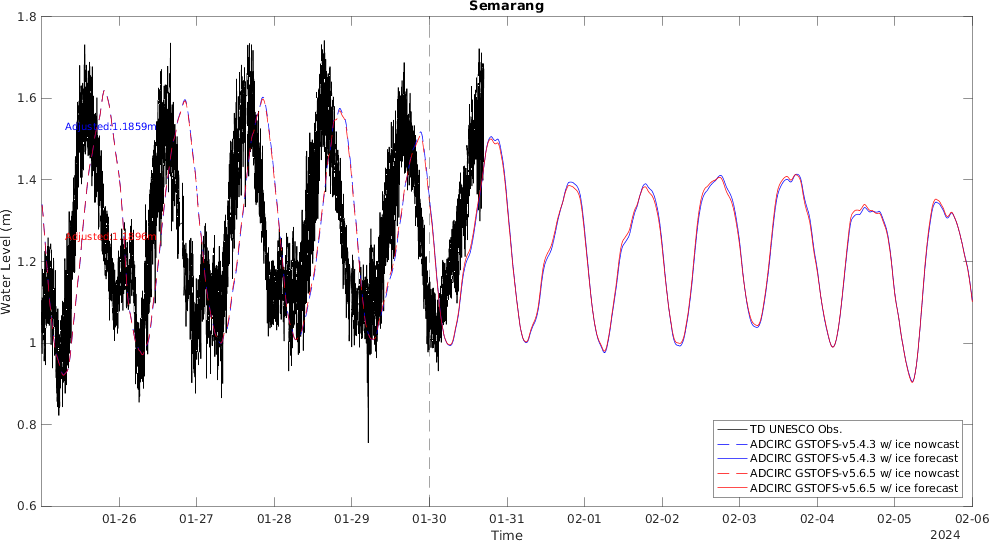 Semarang
1.8
1.6
1.4
1.2
1
0.8
0.6
Water Level (m)
Adjusted:1.1859m
TD UNESCO Obs.
ADCIRC GSTOFS-v5.4.3 w/ ice nowcast
ADCIRC GSTOFS-v5.4.3 w/ ice forecast
ADCIRC GSTOFS-v5.6.5 w/ ice nowcast
ADCIRC GSTOFS-v5.6.5 w/ ice forecast
01-26 01-27 01-28 01-29 01-30 01-31 02-01 02-02 02-03 02-04 02-05 02-06
Time
2024